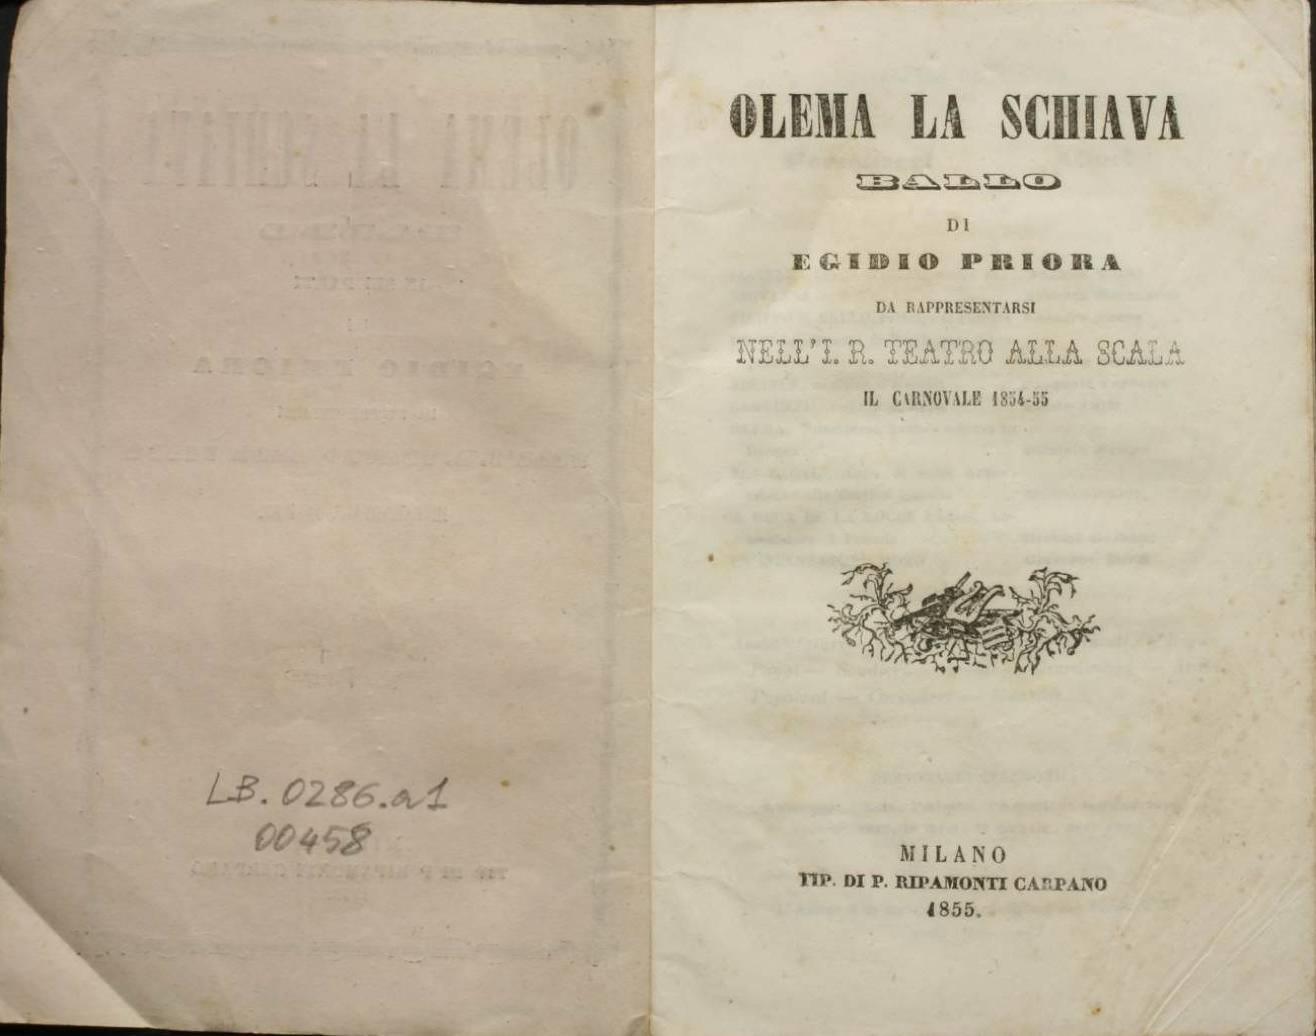 LB. 0286.a1
00458
OLEMA LA SCHIAVA
BALLO
DI
EGIDIO PRIORA
DA RAPPRESENTARSI
NELL'I. R. TEATRO ALLA SCALA
IL CARNOVALE 1854-55
MILANO
TIP. DI P. RIPAMONTI CARPANO
1855.